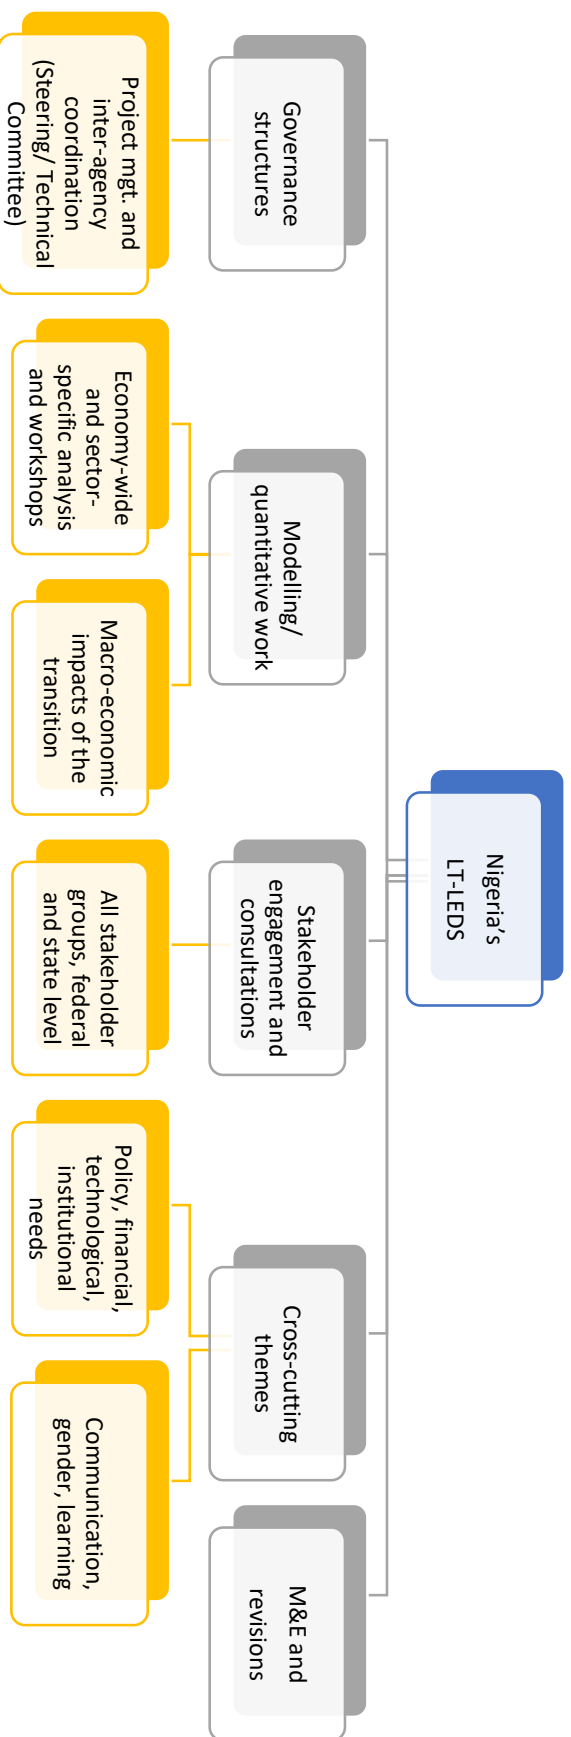 Nigeria's
LT-LEDS
Governance
structures
Modelling/
quantitative work
Stakeholder
engagement and
consultations
Cross-cutting
themes
M&E and
revisions
Project mgt. and
inter-agency
coordination
(Steering/ Technical
Committee)
Economy-wide
and sector-
specific analysis
and workshops
Macro-economic
impacts of the
transition
All stakeholder
groups, federal
and state level
Policy, financial,
technological,
institutional
needs
Communication,
gender, learning